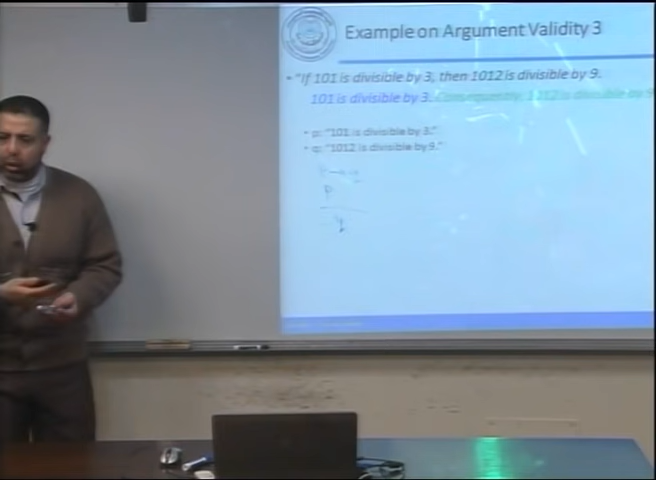 Example on Argument Validity 3
• "If 101 is divisible by 3, then 1012 is divisible by 9.
101 is divisible by 3. Consequently, 1012 is divisible by 9
• p: "101 is divisible by 3."
• q: "1012 is divisible by 9."
p→q
p
q